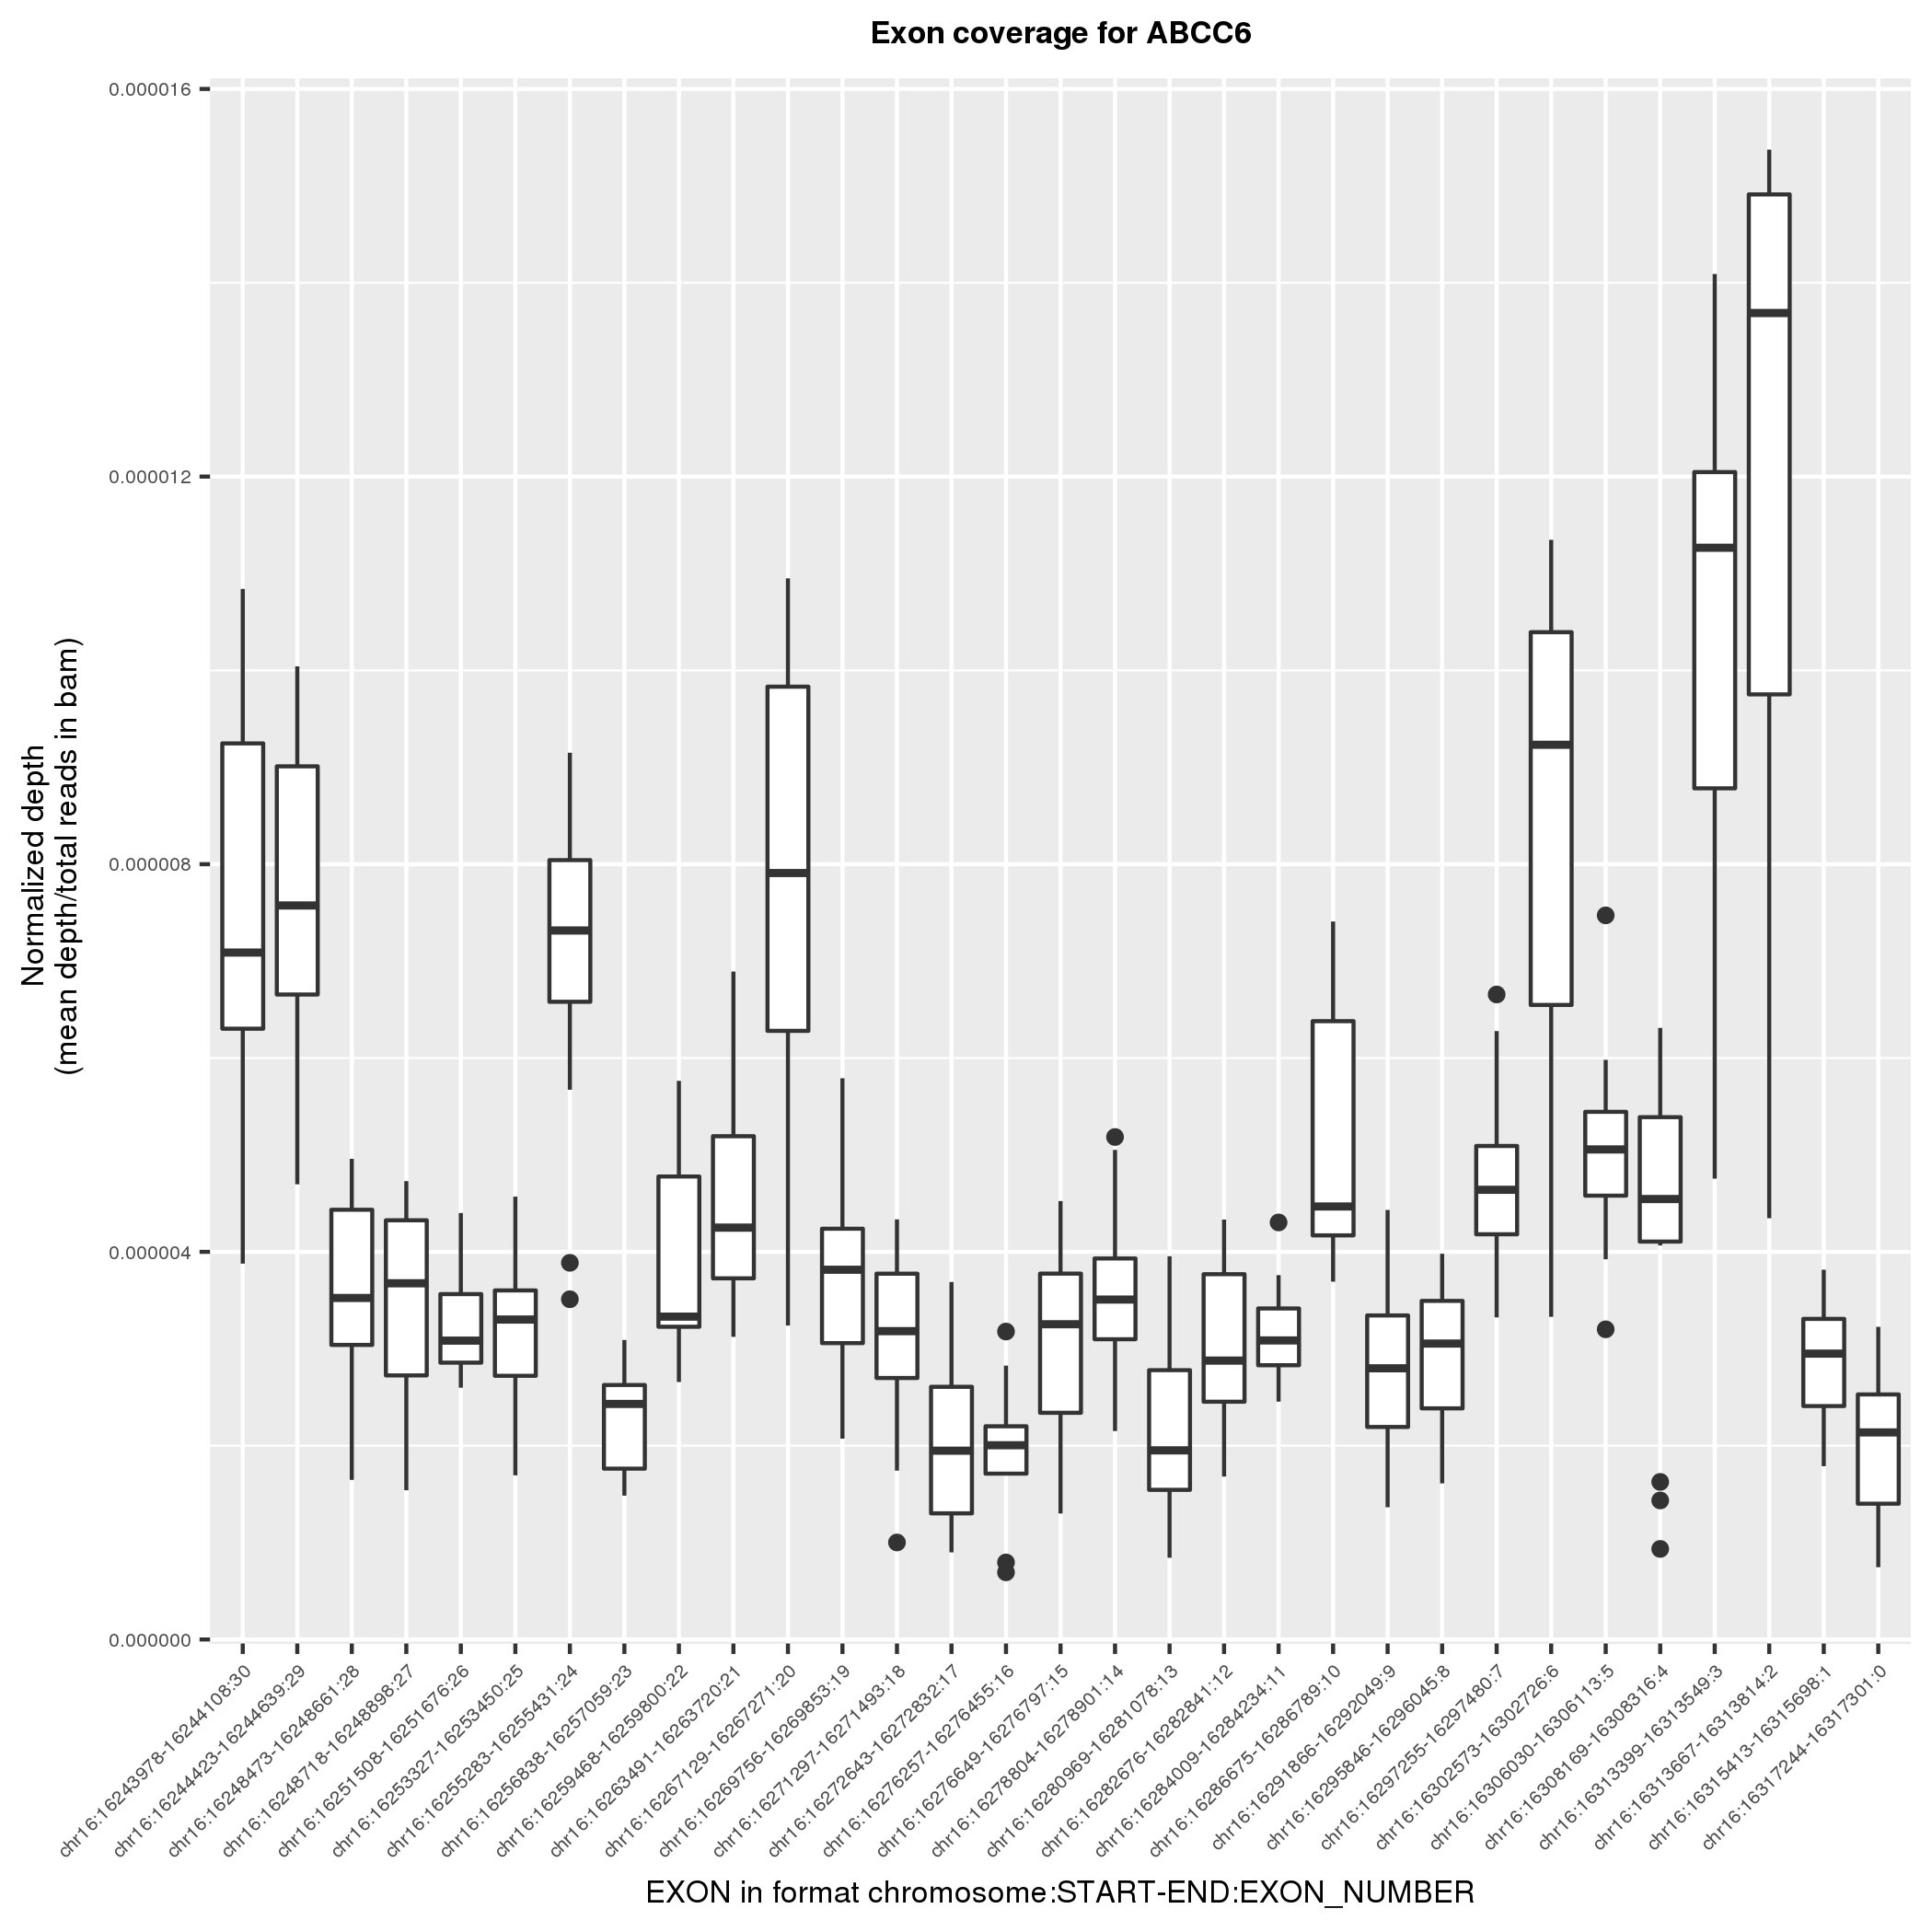 Exon coverage for ABCC6
0.000016
0.000012
0.000008
0.000004
0.000000
Normalized depth
(mean depth/total reads in bam)
chr16:16243978-16244108:30
chr16:16244423-16244639:29
chr16:16248473-16248661:28
chr16:16248718-16248898:27
chr16:16251508-16251676:26
chr16:16253327-16253450:25
chr16:16255283-16255431:24
chr16:16256838-16257059:23
chr16:16259468-16259800:22
chr16:16263491-16263720:21
chr16:16267129-16267271:20
chr16:16269756-16269853:19
chr16:16271297-16271493:18
chr16:16272643-16272832:17
chr16:16276257-16276455:16
chr16:16276649-16276797:15
chr16:16278804-16278901:14
chr16:16280969-16281078:13
chr16:16282676-16282841:12
chr16:16284009-16284234:11
chr16:16286675-16286789:10
chr16:16291866-16292049:9
chr16:16295846-16296045:8
chr16:16297255-16297480:7
chr16:16302573-16302726:6
chr16:16306030-16306113:5
chr16:16308169-16308316:4
chr16:16313399-16313549:3
chr16:16313667-16313814:2
chr16:16315413-16315698:1
chr16:16317244-16317301:0
EXON in format chromosome:START-END:EXON_NUMBER